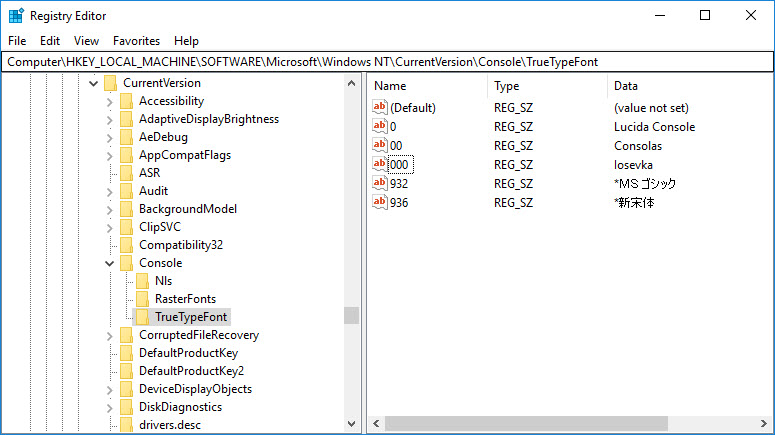 Registry Editor
File Edit View Favorites Help
Computer\HKEY_LOCAL_MACHINE\SOFTWARE\Microsoft\Windows NT\CurrentVersion\Console\TrueTypeFont
CurrentVersion
Accessibility
AdaptiveDisplayBrightness
AeDebug
AppCompatFlags
ASR
Audit
BackgroundModel
ClipSVC
Compatibility32
Console
Nls
RasterFonts
TrueTypeFont
CorruptedFileRecovery
DefaultProductKey
DefaultProductKey2
DeviceDisplayObjects
DiskDiagnostics
drivers.desc
Name Type Data
(Default) REG_SZ (value not set)
0 REG_SZ Lucida Console
00 REG_SZ Consolas
000 REG_SZ Iosevka
932 REG_SZ *ＭＳ ゴシック
936 REG_SZ *新宋体